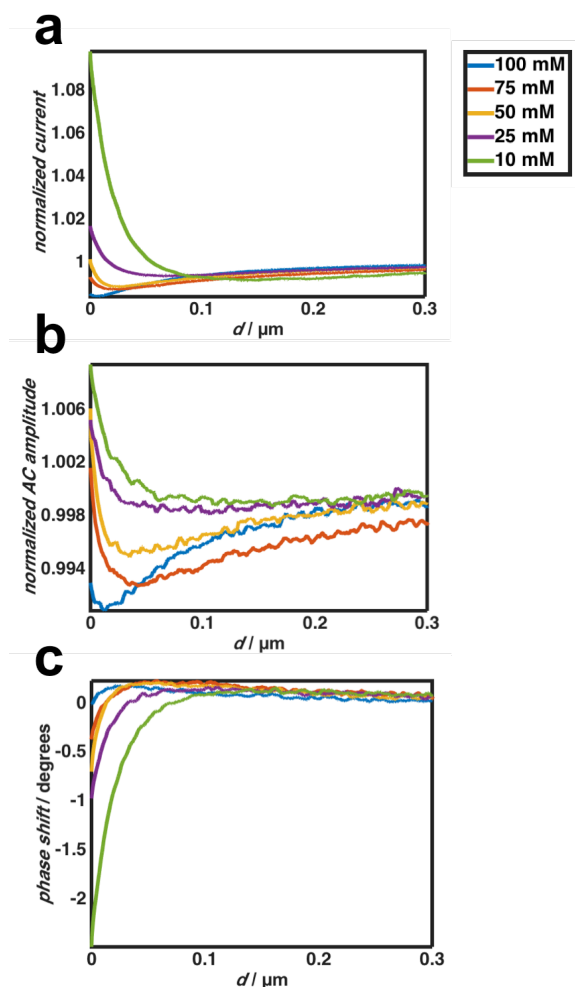 a
normalized current
1.08
1.06
1.04
1.02
1
0
0.1
0.2
0.3
d / µm
100 mM
75 mM
50 mM
25 mM
10 mM
b
normalized AC amplitude
1.006
1.002
0.998
0.994
0
0.1
0.2
0.3
d / µm
c
phase shift / degrees
0
-0.5
-1
-1.5
-2
0
0.1
0.2
0.3
d / µm